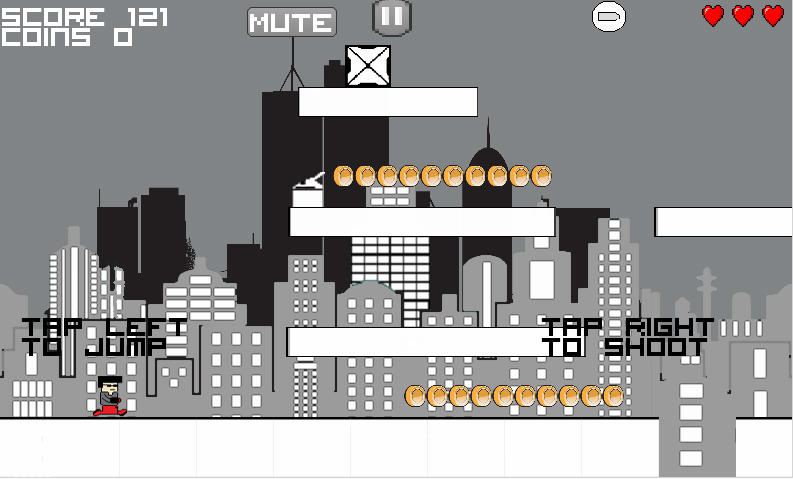 SCORE 121
COINS 0
MUTE
TAP LEFT
TO JUMP
TAP RIGHT
TO SHOOT